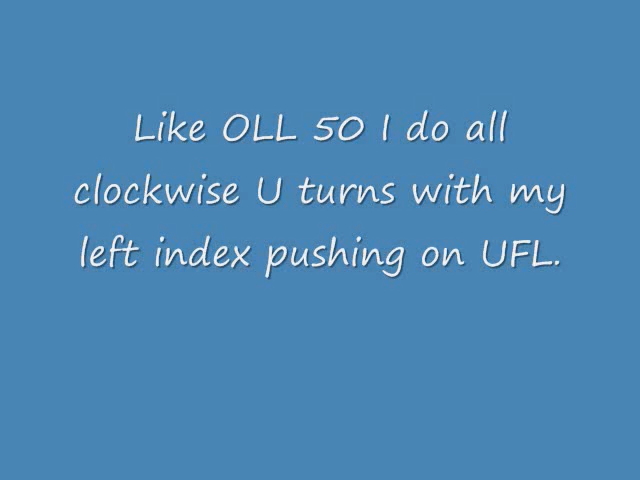 Like OLL 50 I do all
clockwise U turns with my
left index pushing on UFL.